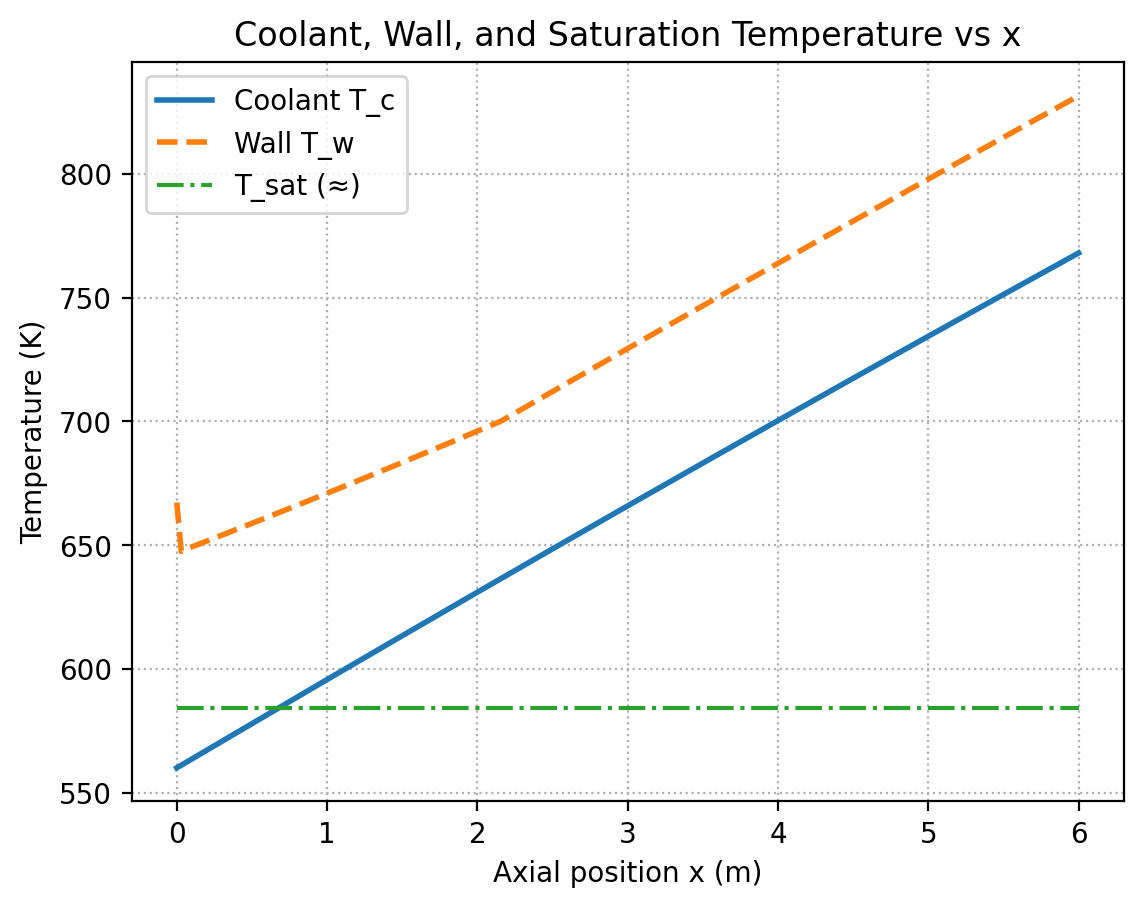 Coolant, Wall, and Saturation Temperature vs x
Coolant T_c
Wall T_w
T_sat (≈)
Temperature (K)
800
750
700
650
600
550
0 1 2 3 4 5 6
Axial position x (m)